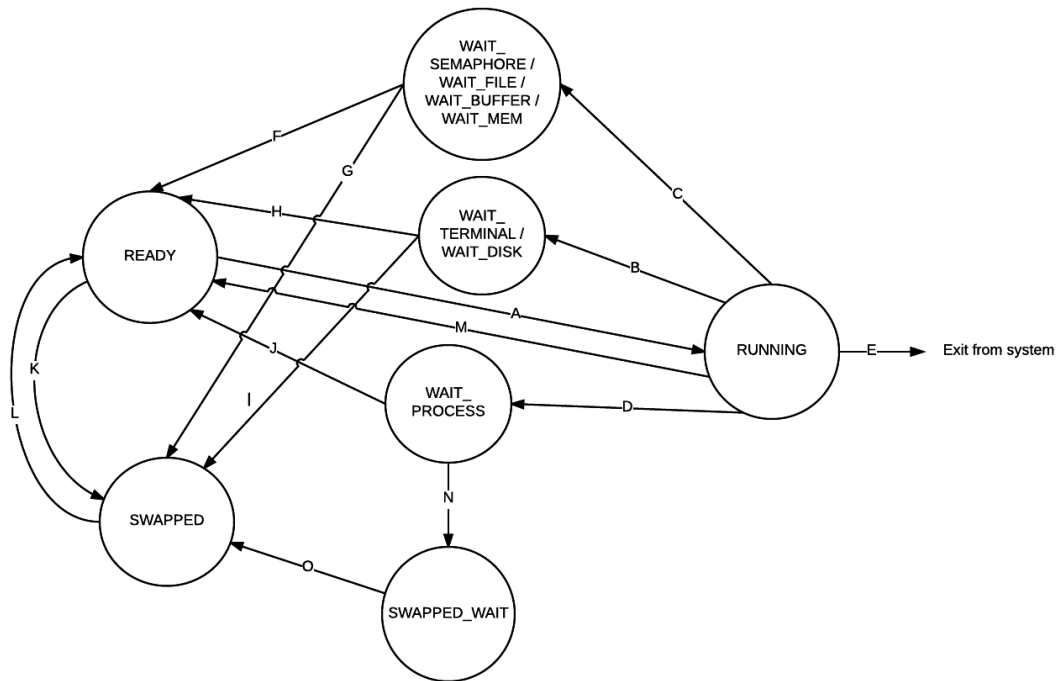 WAIT_
SEMAPHORE /
WAIT_FILE /
WAIT_BUFFER /
WAIT_MEM
F
G
C
H
WAIT_
TERMINAL /
WAIT_DISK
READY
B
A
M
RUNNING
E
Exit from system
J
K
L
I
WAIT_
PROCESS
D
N
SWAPPED
O
SWAPPED_WAIT